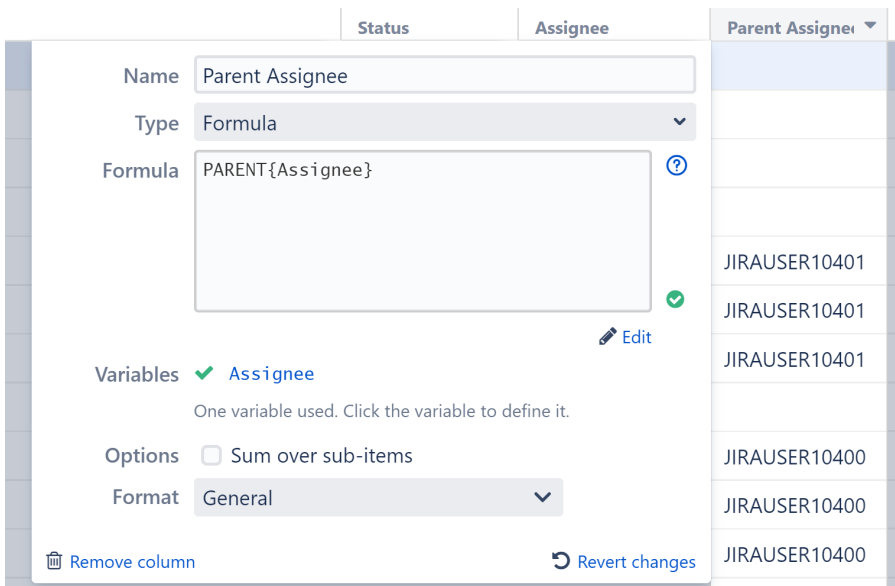 Status Assignee Parent Assignee
Name Parent Assignee
Type Formula
Formula PARENT{Assignee}
Edit
Variables Assignee
One variable used. Click the variable to define it.
Options Sum over sub-items
Format General
Remove column Revert changes
JIRAUSER10401
JIRAUSER10401
JIRAUSER10401
JIRAUSER10400
JIRAUSER10400
JIRAUSER10400